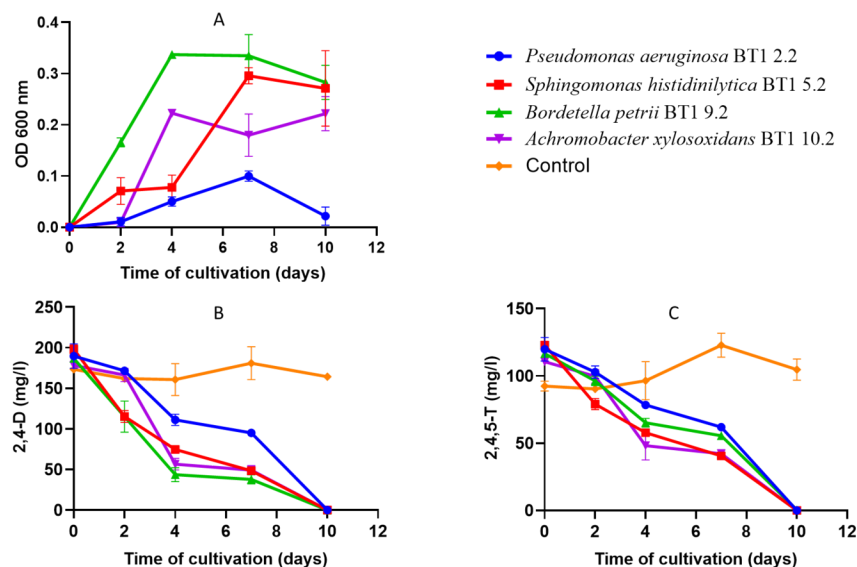 A
0.4
0.3
0.2
0.1
0.0
OD 600 nm
0 2 4 6 8 10 12
Time of cultivation (days)
Pseudomonas aeruginosa BT1 2.2
Sphingomonas histidinilytica BT1 5.2
Bordetella petrii BT1 9.2
Achromobacter xylosoxidans BT1 10.2
Control
B
250
200
150
100
50
0
2,4-D (mg/l)
0 2 4 6 8 10 12
Time of cultivation (days)
C
150
100
50
0
2,4,5-T (mg/l)
0 2 4 6 8 10 12
Time of cultivation (days)